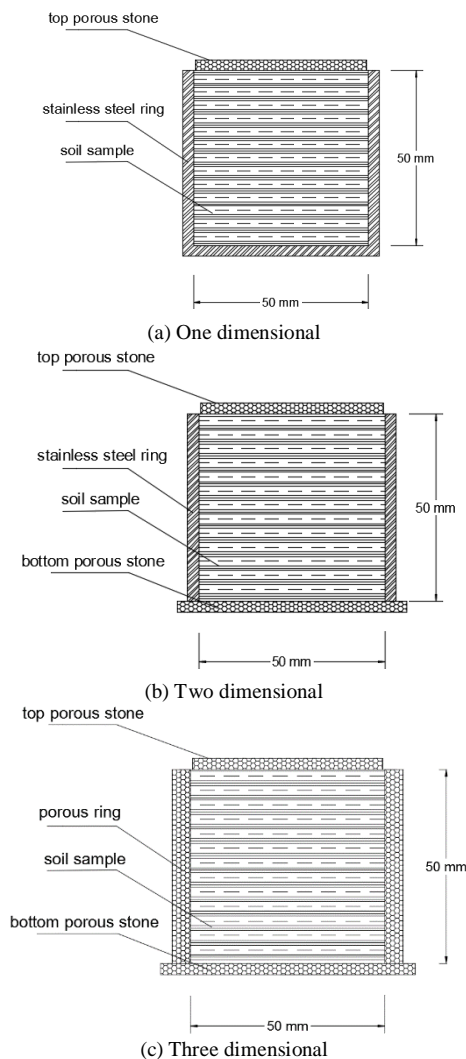 top porous stone
stainless steel ring
soil sample
50 mm
50 mm
(a) One dimensional
top porous stone
stainless steel ring
soil sample
50 mm
bottom porous stone
50 mm
(b) Two dimensional
top porous stone
porous ring
soil sample
50 mm
bottom porous stone
50 mm
(c) Three dimensional